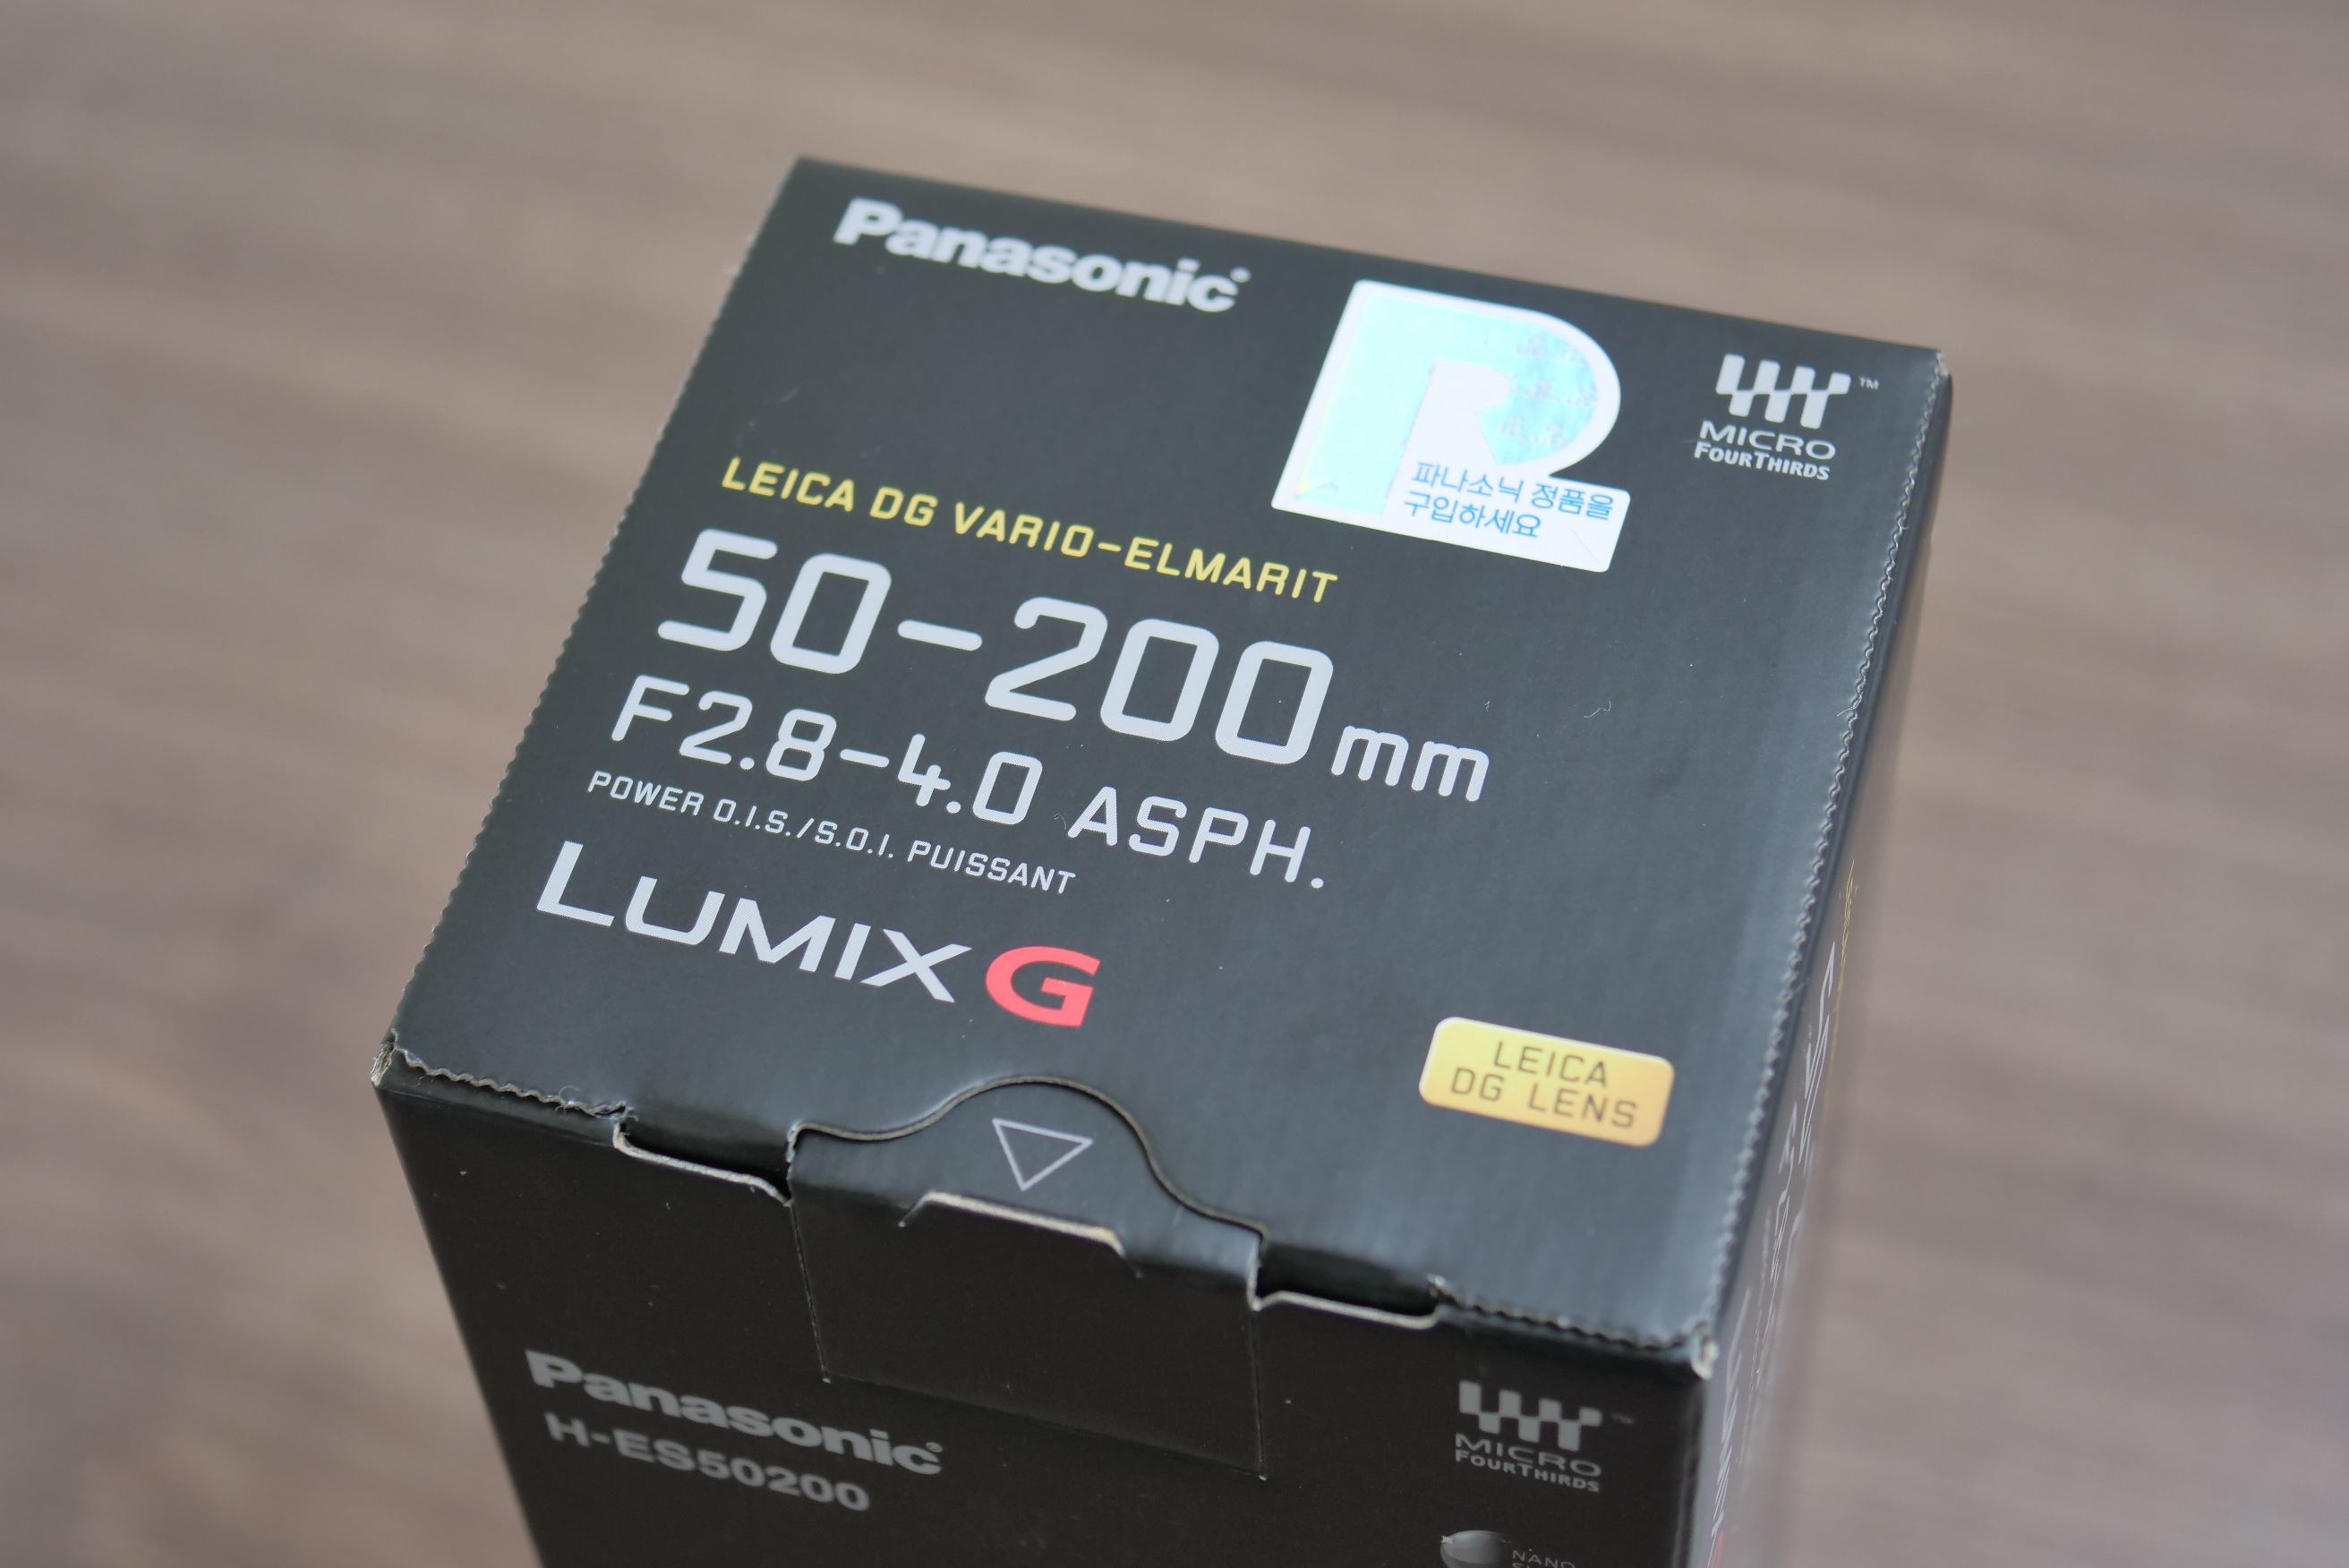 Panasonic
MICRO
FOURTHIRDS
파나소닉 정품을
구입하세요
LEICA DG VARIO-ELMARIT
50-200mm
F2.8-4.0 ASPH.
POWER O.I.S./S.O.I. PUISSANT
LUMIX G
LEICA
DG LENS
Panasonic
H-ES50200
MICRO
FOURTHIRDS
NANO